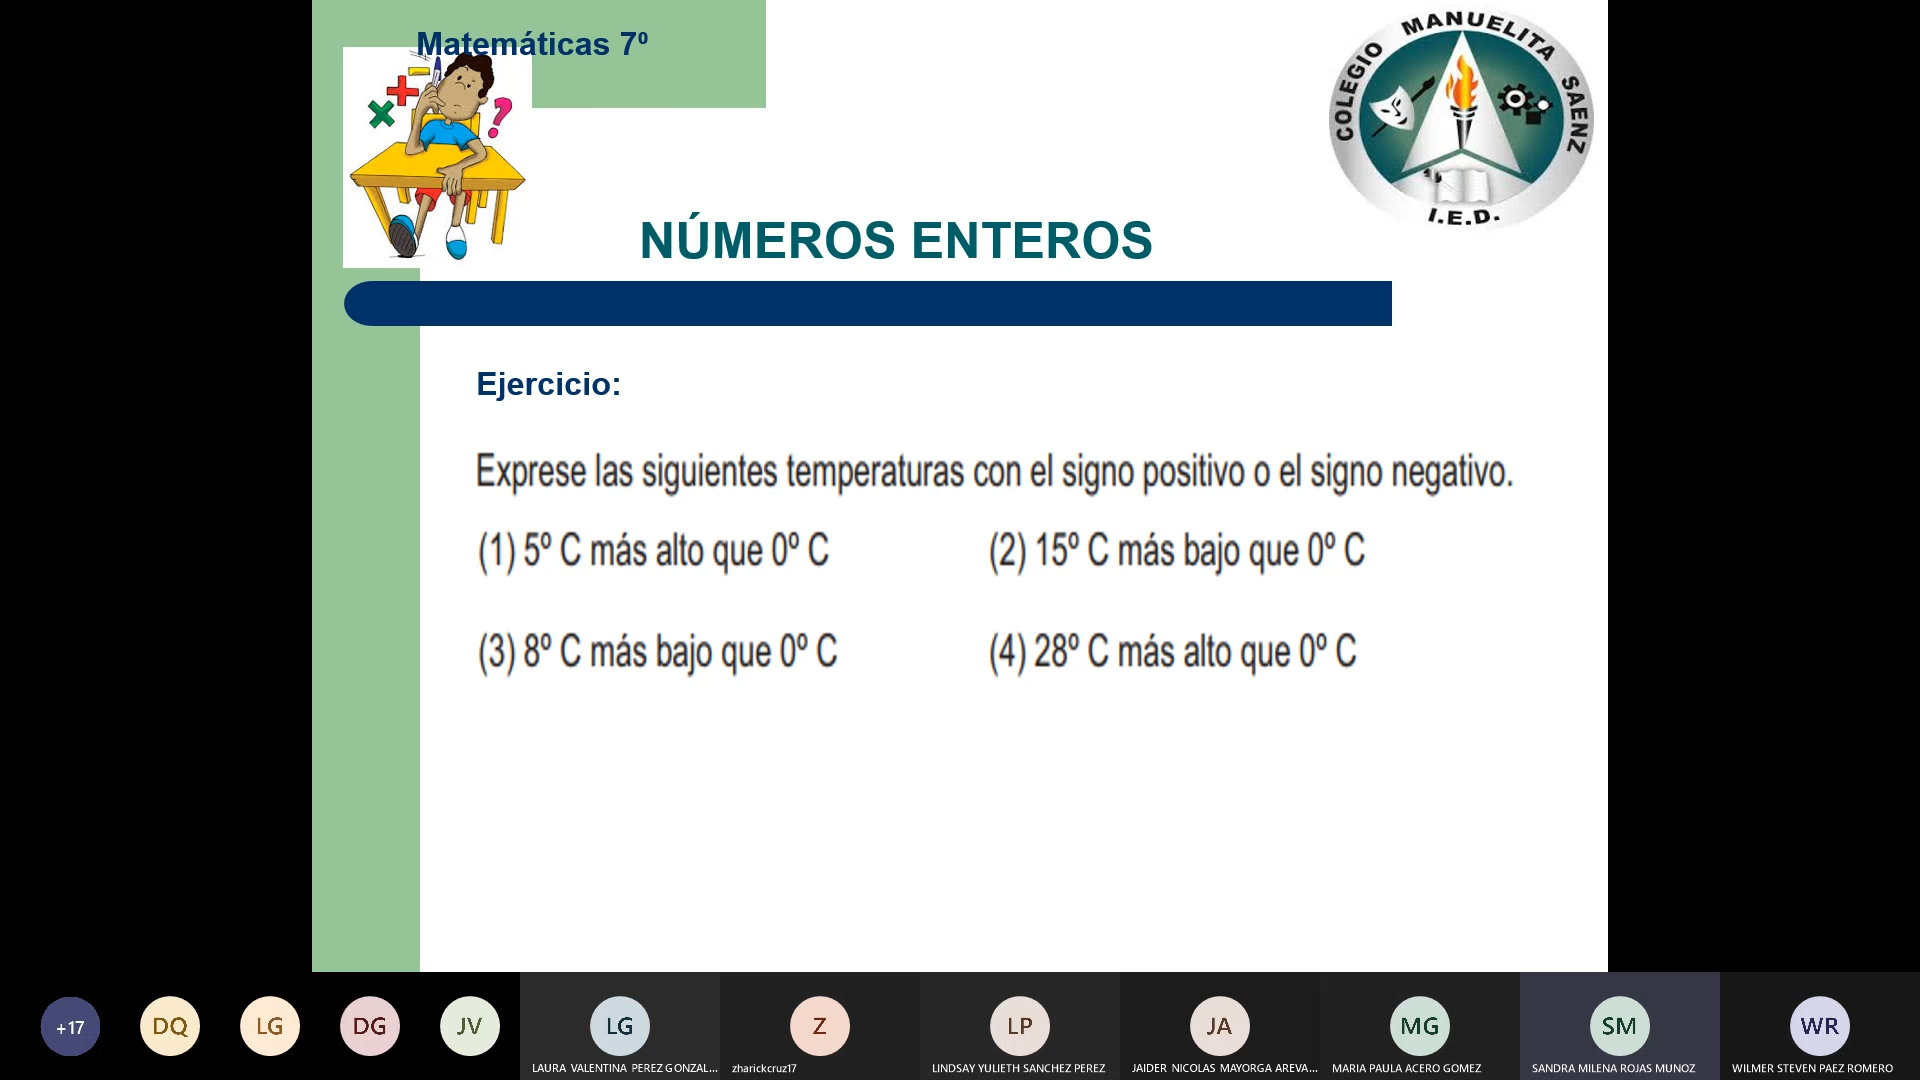 Matemáticas 7º
COLEGIO MANUELITA SAENZ
I.E.D.
NÚMEROS ENTEROS
Ejercicio:
Exprese las siguientes temperaturas con el signo positivo o el signo negativo.
(1) 5º C más alto que 0º C (2) 15º C más bajo que 0º C
(3) 8º C más bajo que 0º C (4) 28º C más alto que 0º C
+17 DQ LG DG JV LG Z LP JA MG SM WR
LAURA VALENTINA PEREZ GONZAL... zharickcruz17 LINDSAY YULIETH SANCHEZ PEREZ JAIDER NICOLAS MAYORGA AREVA... MARIA PAULA ACERO GOMEZ SANDRA MILENA ROJAS MUNOZ WILMER STEVEN PAEZ ROMERO